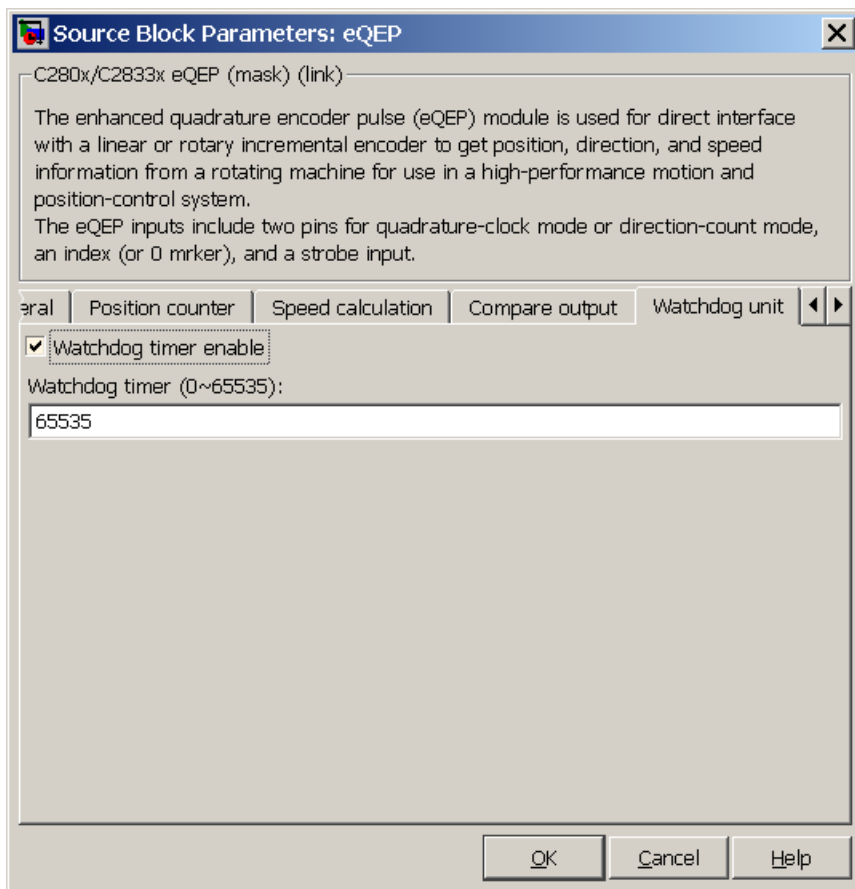 Source Block Parameters: eQEP
C280x/C2833x eQEP (mask) (link)
The enhanced quadrature encoder pulse (eQEP) module is used for direct interface
with a linear or rotary incremental encoder to get position, direction, and speed
information from a rotating machine for use in a high-performance motion and
position-control system.
The eQEP inputs include two pins for quadrature-clock mode or direction-count mode,
an index (or 0 mrker), and a strobe input.
eral Position counter Speed calculation Compare output Watchdog unit
Watchdog timer enable
Watchdog timer (0~65535):
65535
OK Cancel Help